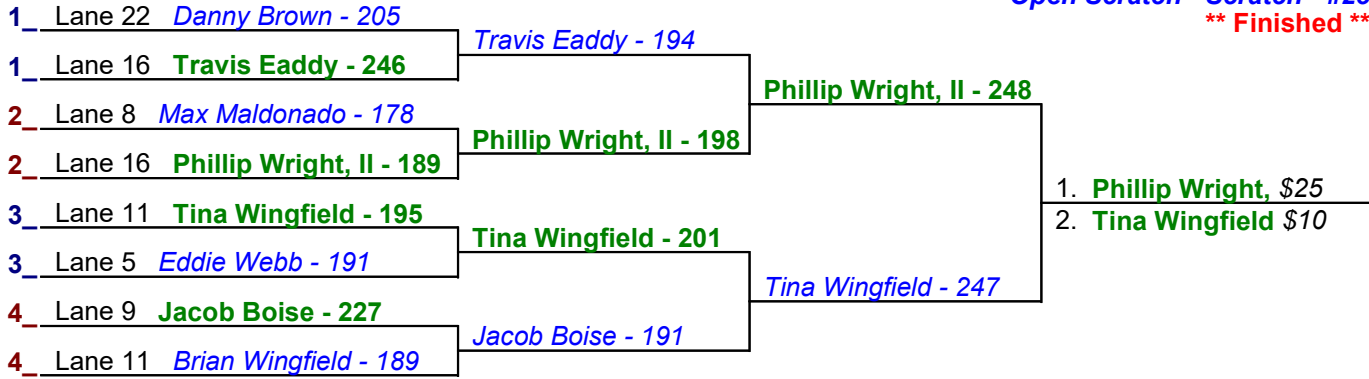 Open Scratch - Scratch - #20
** Finished **
1_ Lane 22 Danny Brown - 205
1_ Lane 16 Travis Eaddy - 246
2_ Lane 8 Max Maldonado - 178
2_ Lane 16 Phillip Wright, II - 189
3_ Lane 11 Tina Wingfield - 195
3_ Lane 5 Eddie Webb - 191
4_ Lane 9 Jacob Boise - 227
4_ Lane 11 Brian Wingfield - 189
Travis Eaddy - 194
Phillip Wright, II - 198
Tina Wingfield - 201
Jacob Boise - 191
Phillip Wright, II - 248
Tina Wingfield - 247
1. Phillip Wright, $25
2. Tina Wingfield $10